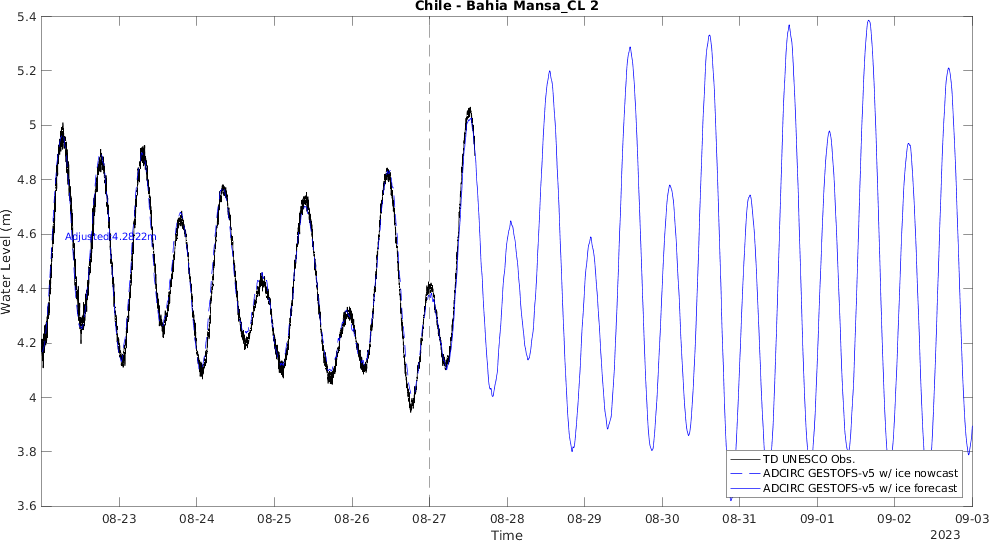 Chile - Bahia Mansa_CL 2
5.4
5.2
5
4.8
4.6
4.4
4.2
4
3.8
3.6
Water Level (m)
Adjusted 4.2822m
TD UNESCO Obs.
ADCIRC GESTOFS-v5 w/ ice nowcast
ADCIRC GESTOFS-v5 w/ ice forecast
08-23 08-24 08-25 08-26 08-27 08-28 08-29 08-30 08-31 09-01 09-02 09-03
Time
2023